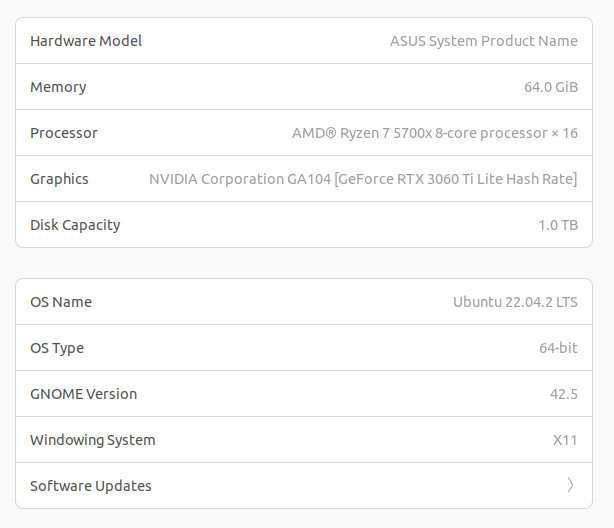 Hardware Model ASUS System Product Name
Memory 64.0 GiB
Processor AMD® Ryzen 7 5700x 8-core processor × 16
Graphics NVIDIA Corporation GA104 [GeForce RTX 3060 Ti Lite Hash Rate]
Disk Capacity 1.0 TB
OS Name Ubuntu 22.04.2 LTS
OS Type 64-bit
GNOME Version 42.5
Windowing System X11
Software Updates